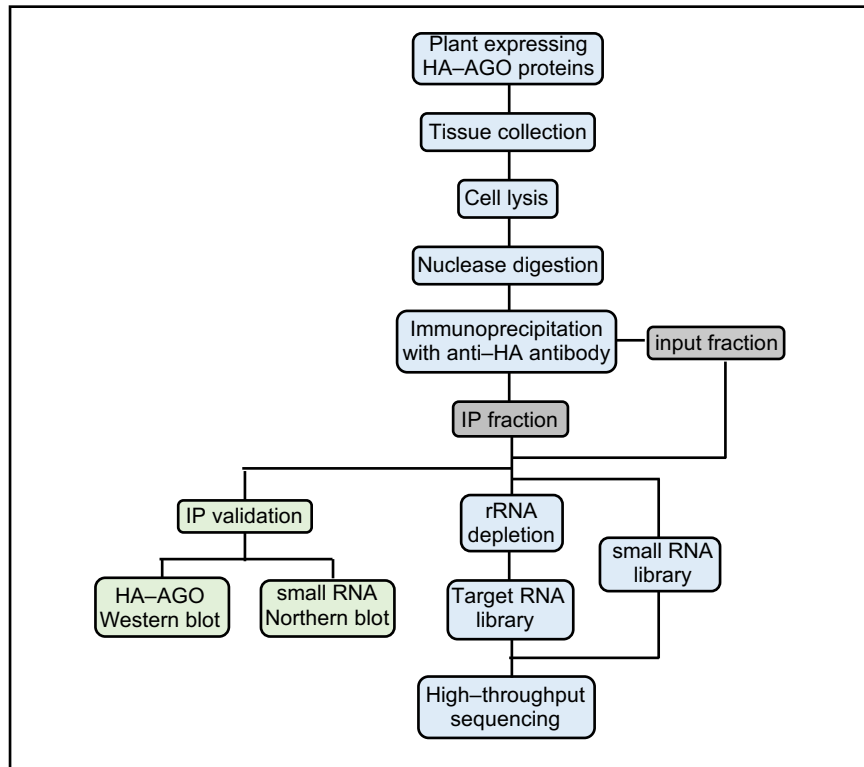 Plant expressing
HA–AGO proteins
Tissue collection
Cell lysis
Nuclease digestion
Immunoprecipitation
with anti–HA antibody
input fraction
IP fraction
IP validation
rRNA
depletion
small RNA
library
HA–AGO
Western blot
small RNA
Northern blot
Target RNA
library
High–throughput
sequencing